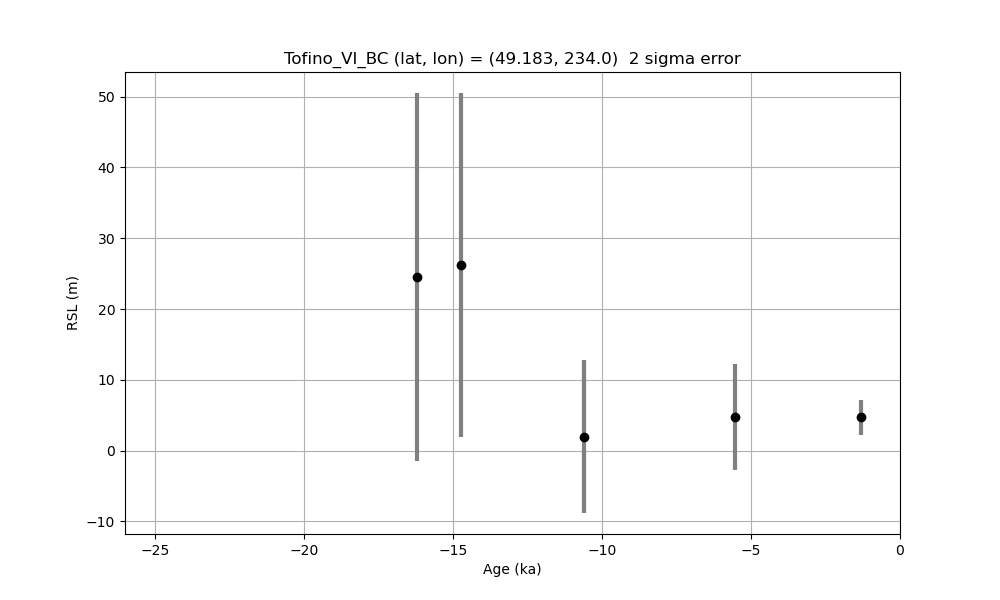 Tofino_VI_BC (lat, lon) = (49.183, 234.0)  2 sigma error
50
40
30
20
10
0
−10
RSL (m)
−25 −20 −15 −10 −5 0
Age (ka)